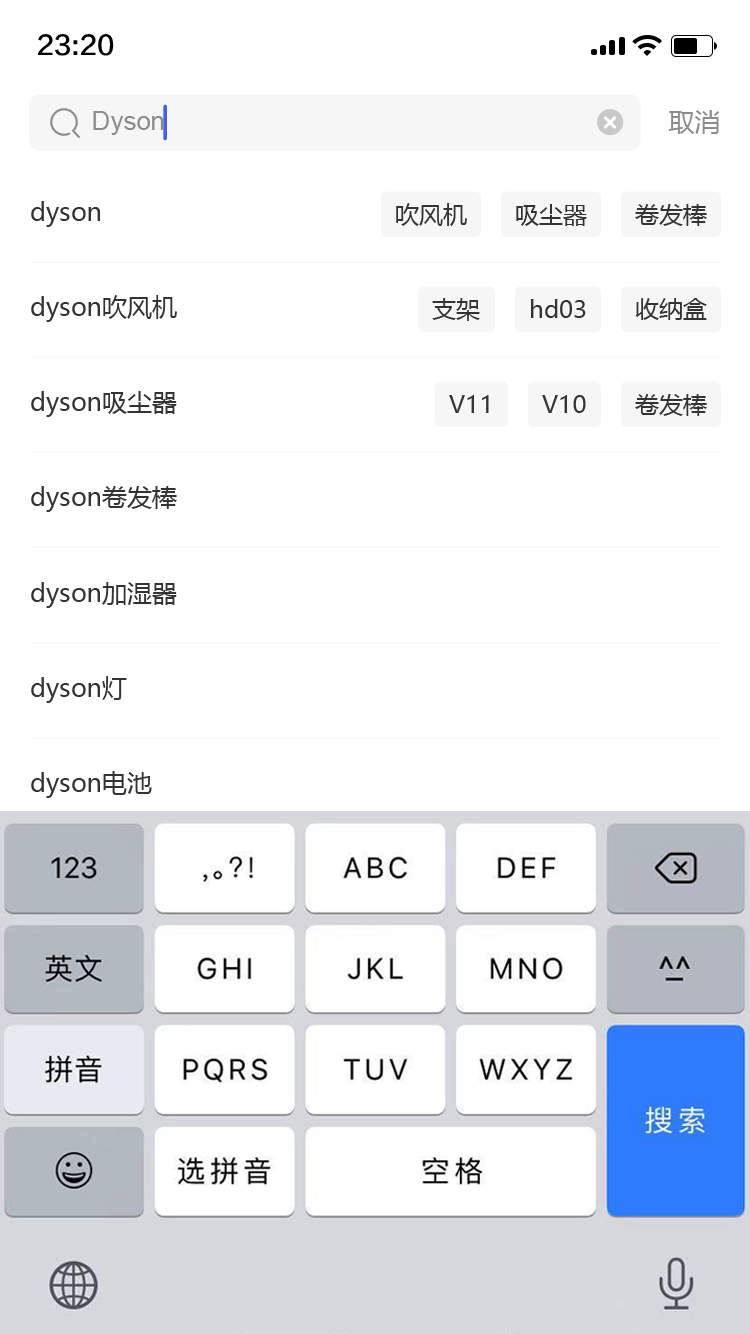 23:20
Dyson 取消
dyson 吹风机 吸尘器 卷发棒
dyson吹风机 支架 hd03 收纳盒
dyson吸尘器 V11 V10 卷发棒
dyson卷发棒
dyson加湿器
dyson灯
dyson电池
123 ,。?! ABC DEF
英文 GHI JKL MNO ^^
拼音 PQRS TUV WXYZ
搜索
选拼音 空格